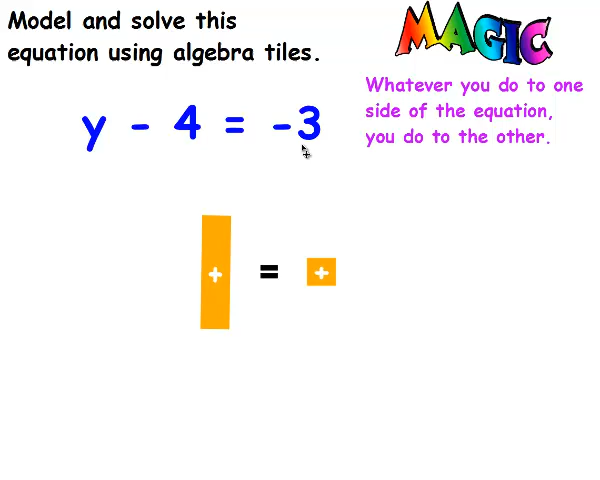 Model and solve this
equation using algebra tiles.
MAGIC
Whatever you do to one
side of the equation,
you do to the other.
y - 4 = -3
+ = +